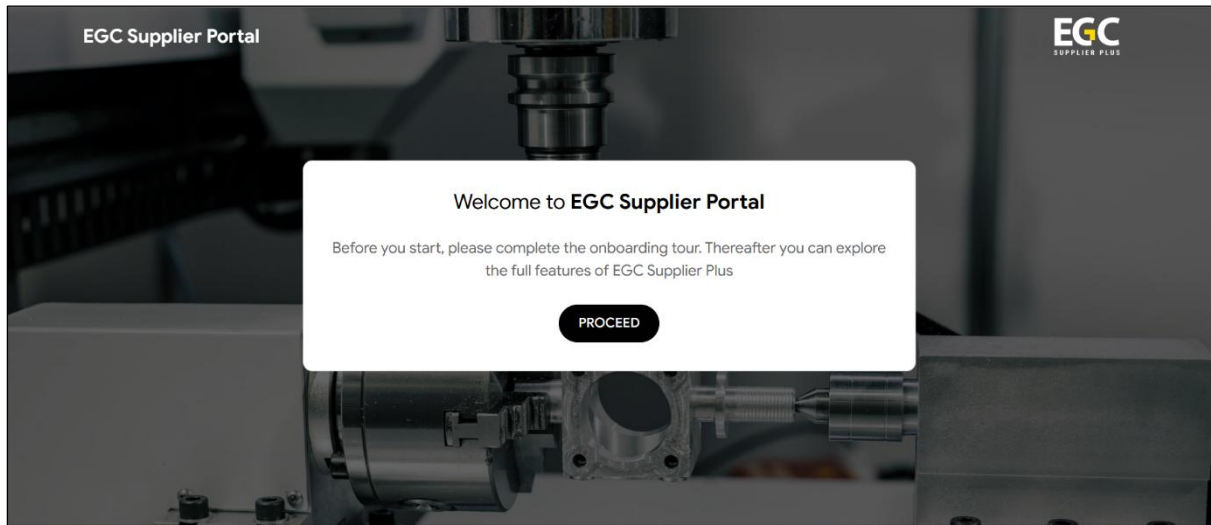 EGC Supplier Portal
EGC
SUPPLIER PLUS
Welcome to EGC Supplier Portal
Before you start, please complete the onboarding tour. Thereafter you can explore
the full features of EGC Supplier Plus
PROCEED